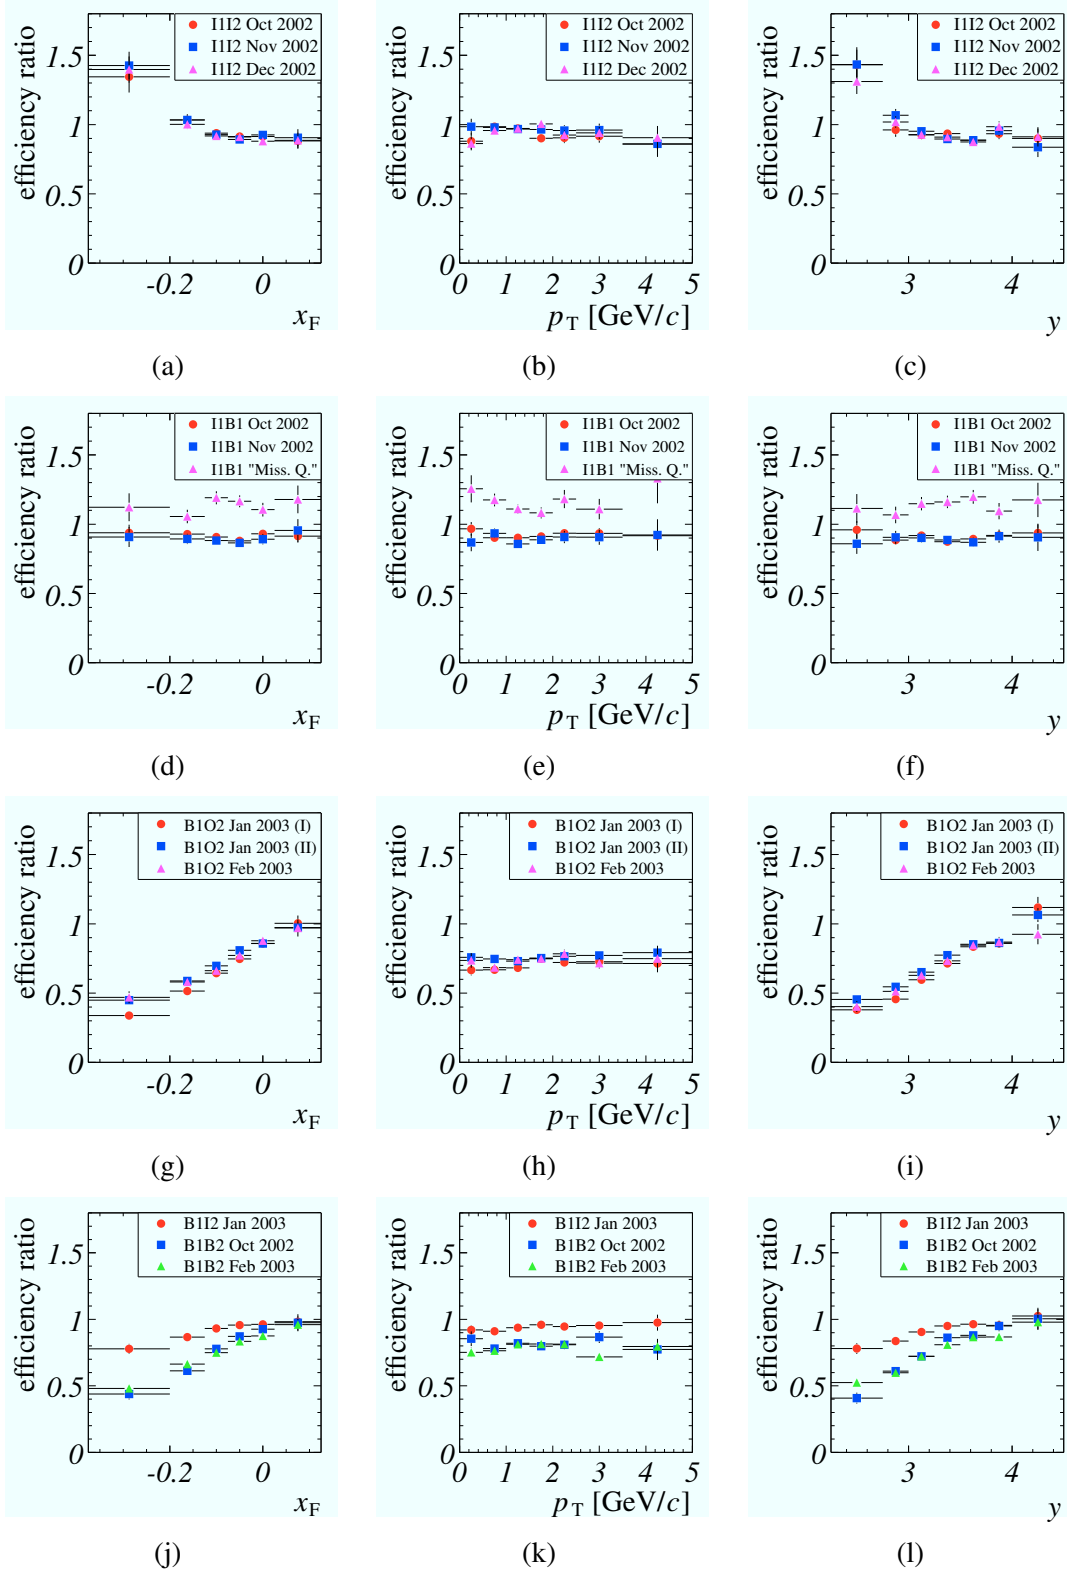 I1I2 Oct 2002
I1I2 Nov 2002
I1I2 Dec 2002
efficiency ratio
1.5
1
0.5
0
-0.2 0
x_F
(a)
I1I2 Oct 2002
I1I2 Nov 2002
I1I2 Dec 2002
efficiency ratio
1.5
1
0.5
0
0 1 2 3 4 5
p_T [GeV/c]
(b)
I1I2 Oct 2002
I1I2 Nov 2002
I1I2 Dec 2002
efficiency ratio
1.5
1
0.5
0
3 4
y
(c)
I1B1 Oct 2002
I1B1 Nov 2002
I1B1 "Miss. Q."
efficiency ratio
1.5
1
0.5
0
-0.2 0
x_F
(d)
I1B1 Oct 2002
I1B1 Nov 2002
I1B1 "Miss. Q."
efficiency ratio
1.5
1
0.5
0
0 1 2 3 4 5
p_T [GeV/c]
(e)
I1B1 Oct 2002
I1B1 Nov 2002
I1B1 "Miss. Q."
efficiency ratio
1.5
1
0.5
0
3 4
y
(f)
B1O2 Jan 2003 (I)
B1O2 Jan 2003 (II)
B1O2 Feb 2003
efficiency ratio
1.5
1
0.5
0
-0.2 0
x_F
(g)
B1O2 Jan 2003 (I)
B1O2 Jan 2003 (II)
B1O2 Feb 2003
efficiency ratio
1.5
1
0.5
0
0 1 2 3 4 5
p_T [GeV/c]
(h)
B1O2 Jan 2003 (I)
B1O2 Jan 2003 (II)
B1O2 Feb 2003
efficiency ratio
1.5
1
0.5
0
3 4
y
(i)
B1I2 Jan 2003
B1B2 Oct 2002
B1B2 Feb 2003
efficiency ratio
1.5
1
0.5
0
-0.2 0
x_F
(j)
B1I2 Jan 2003
B1B2 Oct 2002
B1B2 Feb 2003
efficiency ratio
1.5
1
0.5
0
0 1 2 3 4 5
p_T [GeV/c]
(k)
B1I2 Jan 2003
B1B2 Oct 2002
B1B2 Feb 2003
efficiency ratio
1.5
1
0.5
0
3 4
y
(l)